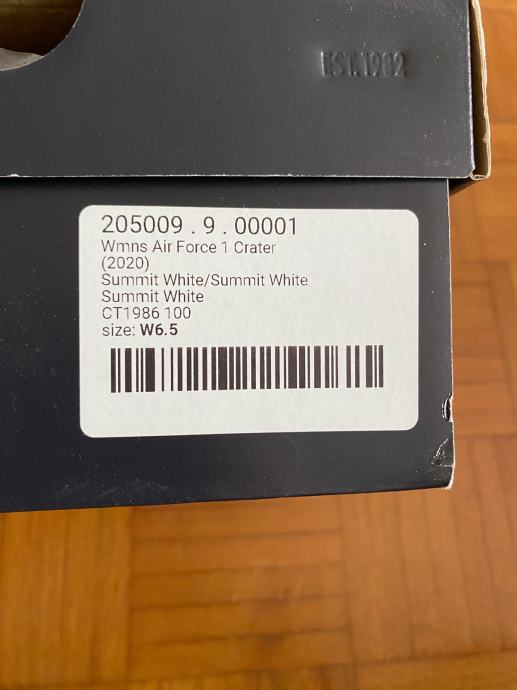 EST. 1982
205009 . 9 . 00001
Wmns Air Force 1 Crater
(2020)
Summit White/Summit White
Summit White
CT1986 100
size: W6.5